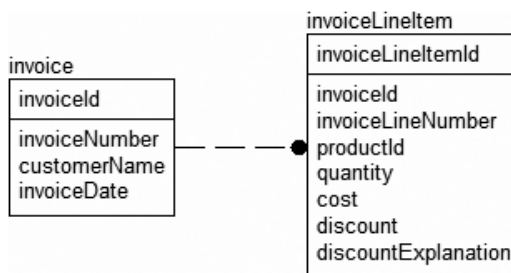 invoice
invoiceId
invoiceNumber
customerName
invoiceDate
invoiceLineItem
invoiceLineItemId
invoiceId
invoiceLineNumber
productId
quantity
cost
discount
discountExplanation